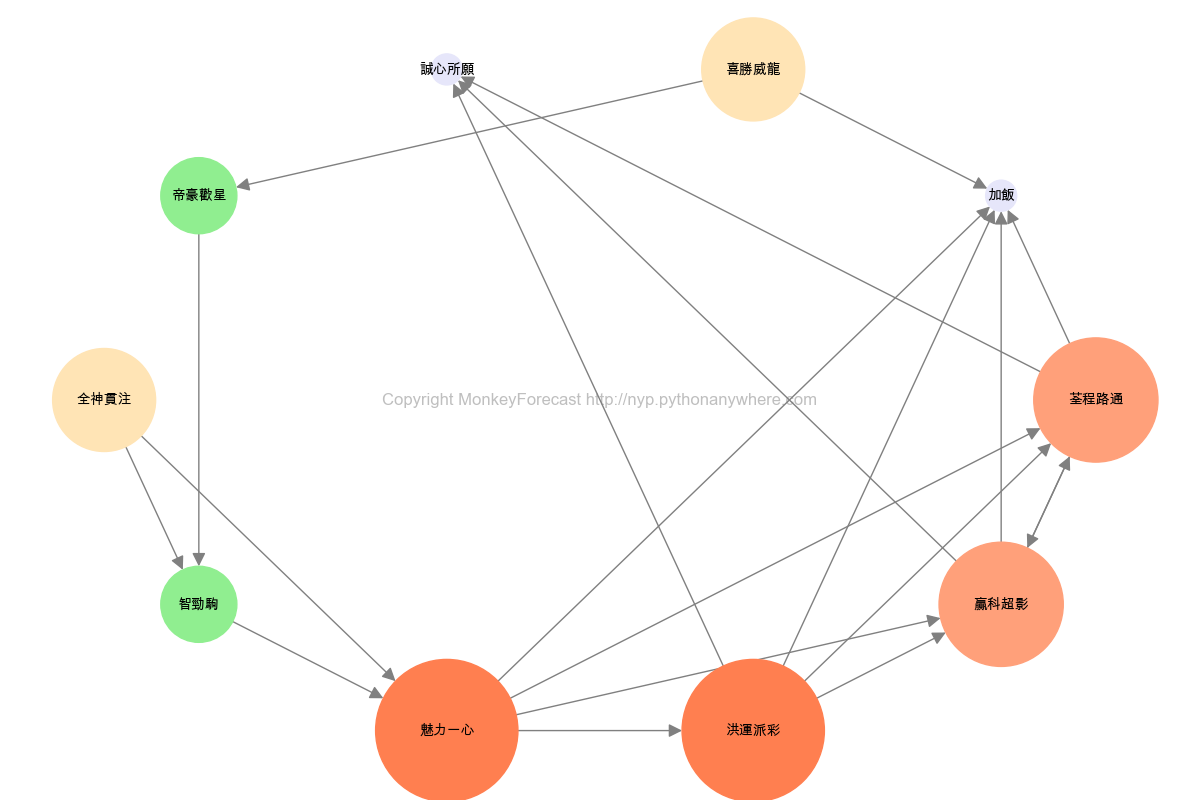 誠心所願
喜勝威龍
帝豪歡星
加飯
全神貫注
Copyright MonkeyForecast http://nyp.pythonanywhere.com
荃程路通
智勁駒
贏科超影
魅力一心
洪運派彩